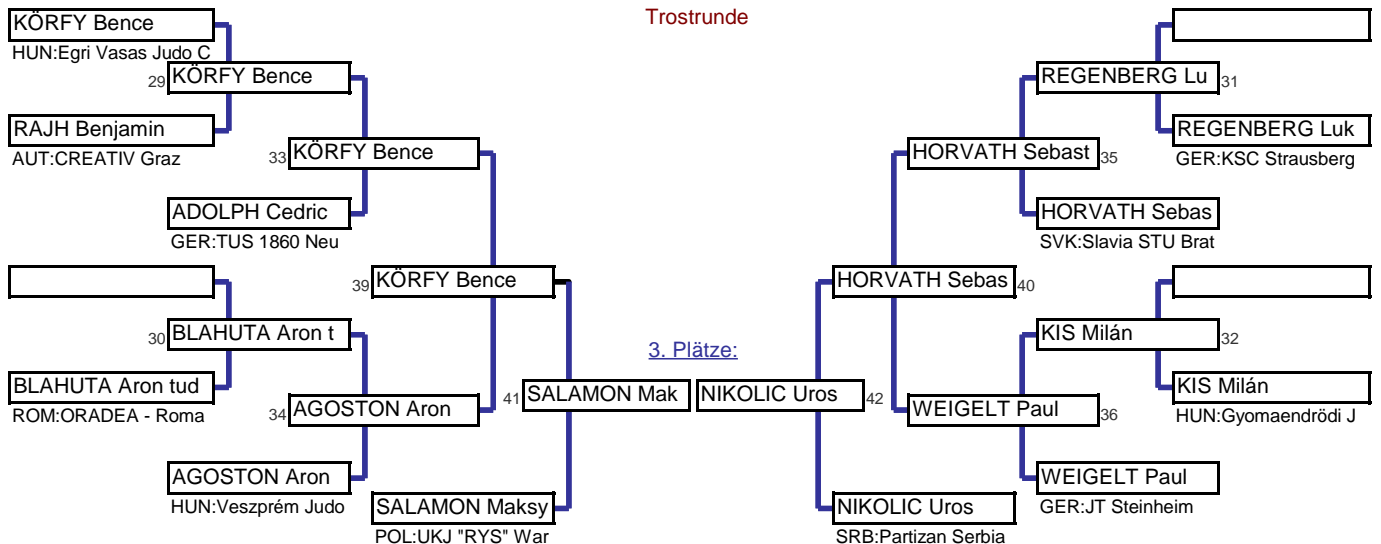 Trostrunde
KÖRFY Bence
HUN:Egri Vasas Judo C
29 KÖRFY Bence
RAJH Benjamin
AUT:CREATIV Graz
33 KÖRFY Bence
ADOLPH Cedric
GER:TUS 1860 Neu
39 KÖRFY Bence
30 BLAHUTA Aron t
BLAHUTA Aron tud
ROM:ORADEA - Roma
34 AGOSTON Aron
AGOSTON Aron
HUN:Veszprém Judo
41 SALAMON Mak
SALAMON Maksy
POL:UKJ "RYS" War
3. Plätze:
REGENBERG Lu 31
REGENBERG Luk
GER:KSC Strausberg
HORVATH Sebast 35
HORVATH Sebas
SVK:Slavia STU Brat
HORVATH Sebas 40
KIS Milán 32
KIS Milán
HUN:Gyomaendrödi J
NIKOLIC Uros 42
WEIGELT Paul 36
WEIGELT Paul
GER:JT Steinheim
NIKOLIC Uros
SRB:Partizan Serbia